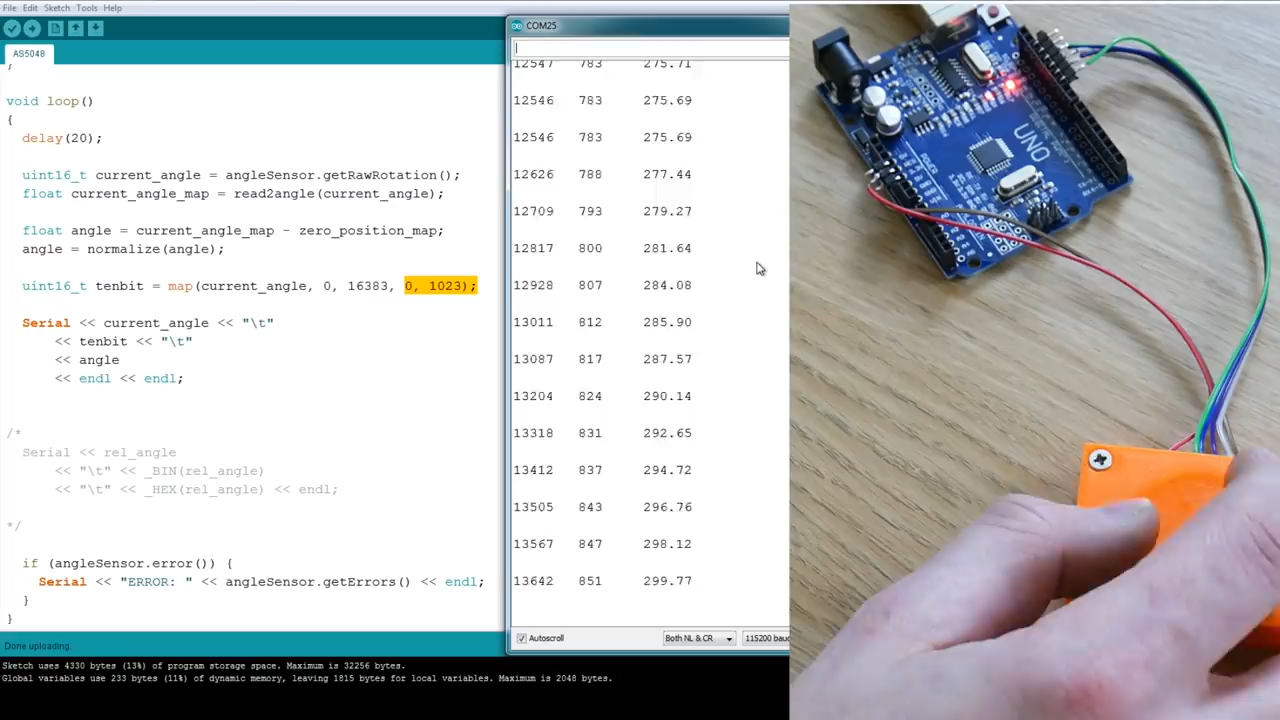 File Edit Sketch Tools Help
AS5048
}
void loop()
{
delay(20);
uint16_t current_angle = angleSensor.getRawRotation();
float current_angle_map = read2angle(current_angle);
float angle = current_angle_map - zero_position_map;
angle = normalize(angle);
uint16_t tenbit = map(current_angle, 0, 16383, 0, 1023);
Serial << current_angle << "\t"
<< tenbit << "\t"
<< angle
<< endl << endl;
/*
Serial << rel_angle
<< "\t" << _BIN(rel_angle)
<< "\t" << _HEX(rel_angle) << endl;
*/
if (angleSensor.error()) {
Serial << "ERROR: " << angleSensor.getErrors() << endl;
}
}
Done uploading.
Sketch uses 4330 bytes (13%) of program storage space. Maximum is 32256 bytes.
Global variables use 233 bytes (11%) of dynamic memory, leaving 1815 bytes for local variables. Maximum is 2048 bytes.
COM25
12547 783 275.71
12546 783 275.69
12546 783 275.69
12626 788 277.44
12709 793 279.27
12817 800 281.64
12928 807 284.08
13011 812 285.90
13087 817 287.57
13204 824 290.14
13318 831 292.65
13412 837 294.72
13505 843 296.76
13567 847 298.12
13642 851 299.77
Autoscroll Both NL & CR 115200 baud
UNO